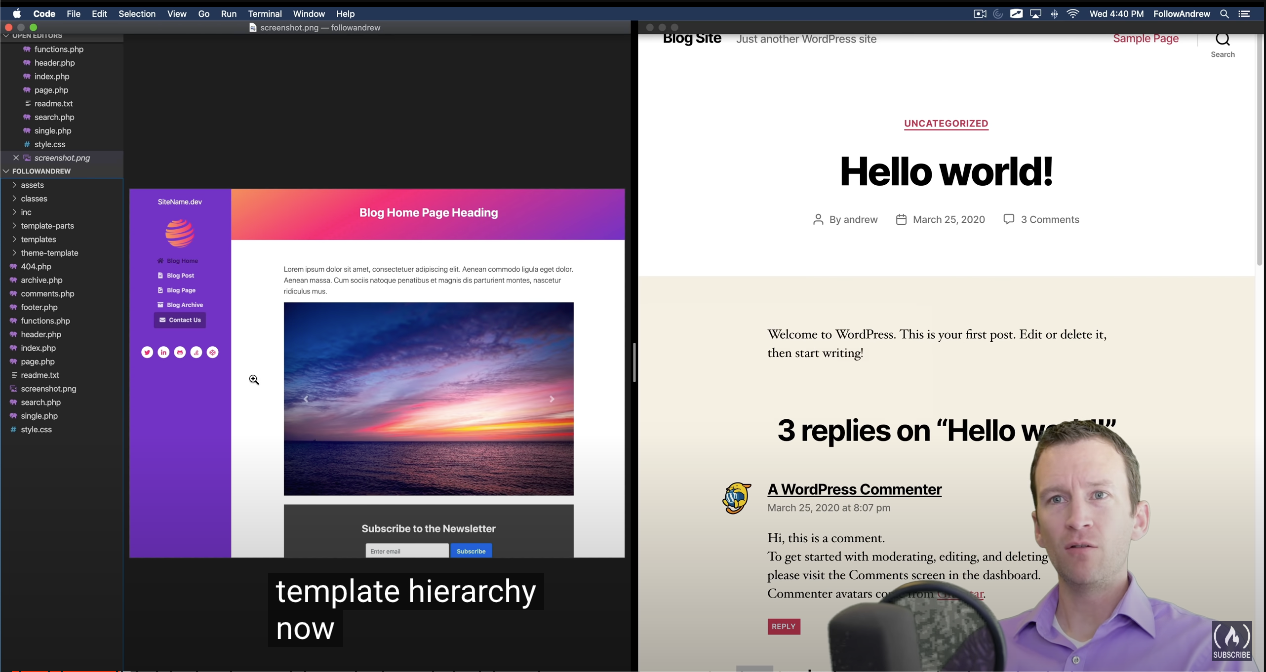 Code File Edit Selection View Go Run Terminal Window Help
Wed 4:40 PM FollowAndrew
screenshot.png — followandrew
OPEN EDITORS
functions.php
header.php
index.php
page.php
readme.txt
search.php
single.php
style.css
screenshot.png
FOLLOWANDREW
assets
classes
inc
template-parts
templates
theme-template
404.php
archive.php
comments.php
footer.php
functions.php
header.php
index.php
page.php
readme.txt
screenshot.png
search.php
single.php
style.css
SiteName.dev
Blog Home
Blog Post
Blog Page
Blog Archive
Contact Us
Blog Home Page Heading
Lorem ipsum dolor sit amet, consectetuer adipiscing elit. Aenean commodo ligula eget dolor.
Aenean massa. Cum sociis natoque penatibus et magnis dis parturient montes, nascetur
ridiculus mus.
Subscribe to the Newsletter
Enter email
Subscribe
template hierarchy
now
Blog Site Just another WordPress site
Sample Page
Search
UNCATEGORIZED
Hello world!
By andrew March 25, 2020 3 Comments
Welcome to WordPress. This is your first post. Edit or delete it,
then start writing!
3 replies on “Hello world!”
A WordPress Commenter
March 25, 2020 at 8:07 pm
Hi, this is a comment.
To get started with moderating, editing, and deleting
please visit the Comments screen in the dashboard.
Commenter avatars come from
REPLY
SUBSCRIBE